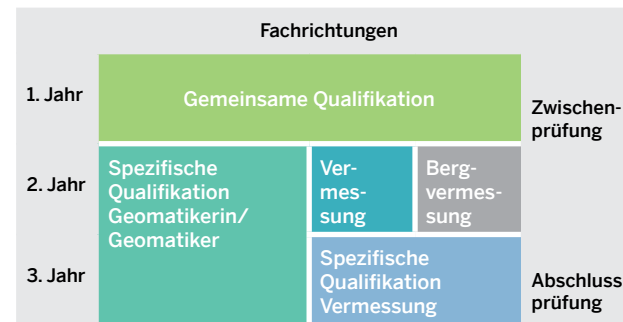 Fachrichtungen
1. Jahr
Gemeinsame Qualifikation
Zwischen-
prüfung
2. Jahr
Spezifische
Qualifikation
Geomatikerin/
Geomatiker
Ver-
mes-
sung
Berg-
vermes-
sung
3. Jahr
Spezifische
Qualifikation
Vermessung
Abschluss
prüfung